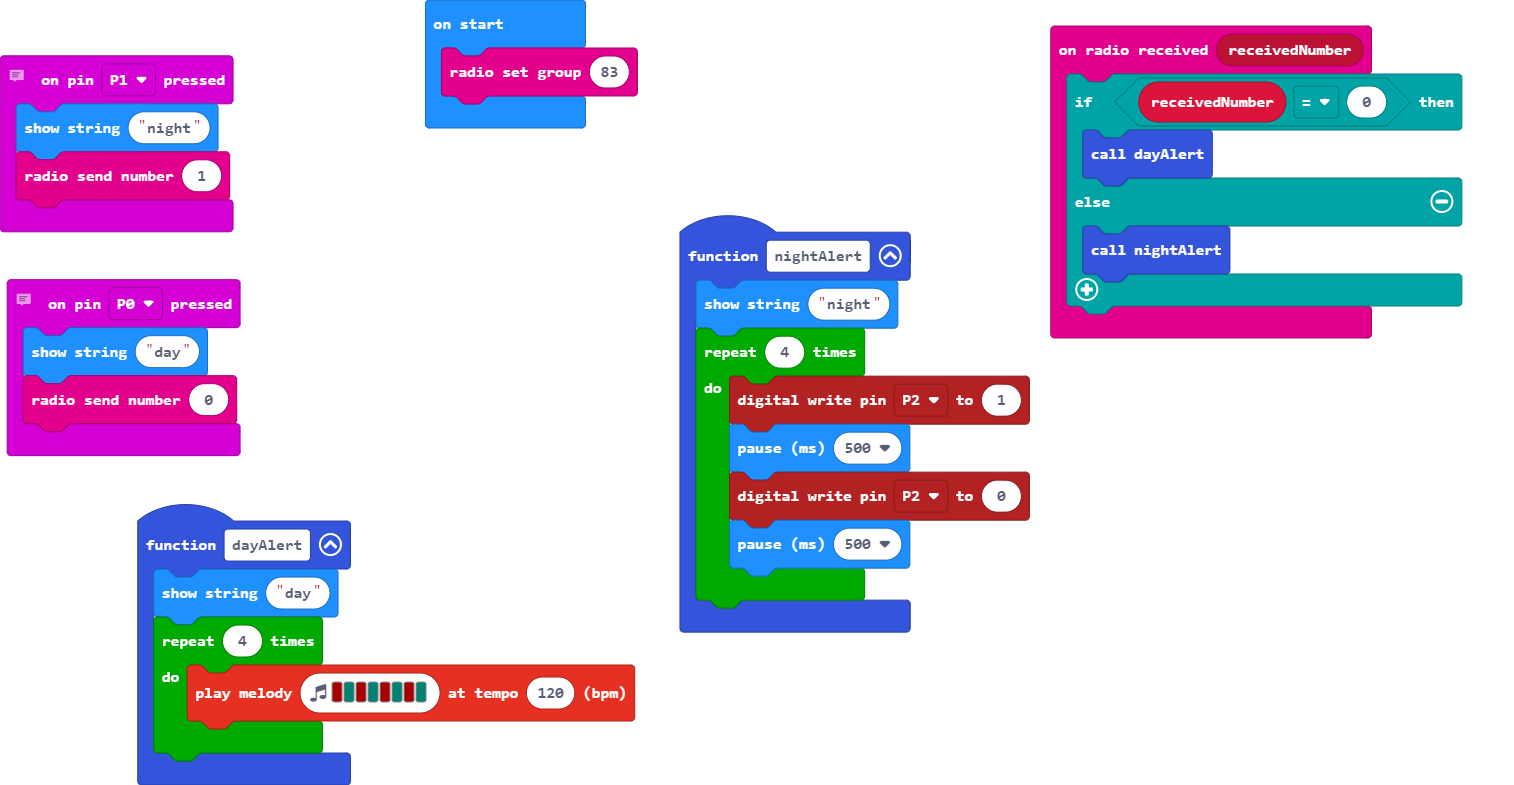 on start
radio set group 83
on pin P1 pressed
show string "night"
radio send number 1
on pin P0 pressed
show string "day"
radio send number 0
function dayAlert
show string "day"
repeat 4 times
do
play melody at tempo 120 (bpm)
function nightAlert
show string "night"
repeat 4 times
do
digital write pin P2 to 1
pause (ms) 500
digital write pin P2 to 0
pause (ms) 500
on radio received receivedNumber
if receivedNumber = 0 then
call dayAlert
else
call nightAlert